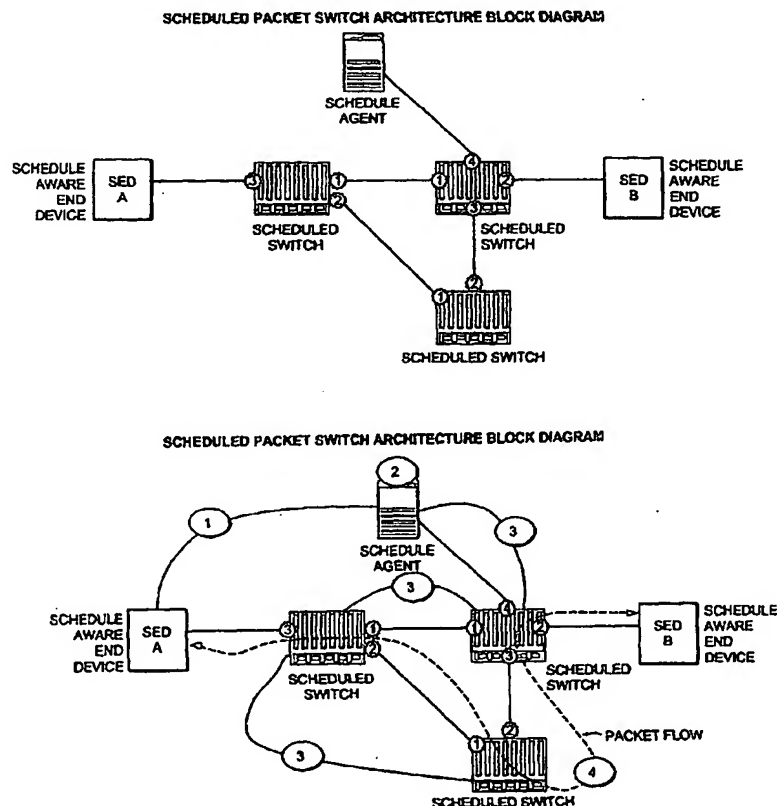 SCHEDULED PACKET SWITCH ARCHITECTURE BLOCK DIAGRAM
SCHEDULE
AGENT
4
SCHEDULE
AWARE
END
DEVICE
SED
A
3
1
2
SCHEDULED
SWITCH
1
2
3
SCHEDULED
SWITCH
SED
B
SCHEDULE
AWARE
END
DEVICE
1
2
SCHEDULED SWITCH
SCHEDULED PACKET SWITCH ARCHITECTURE BLOCK DIAGRAM
2
1
3
SCHEDULE
AGENT
3
4
SCHEDULE
AWARE
END
DEVICE
SED
A
3
1
2
SCHEDULED
SWITCH
1
2
3
SCHEDULED
SWITCH
SED
B
SCHEDULE
AWARE
END
DEVICE
PACKET FLOW
1
2
3
4
SCHEDULED SWITCH